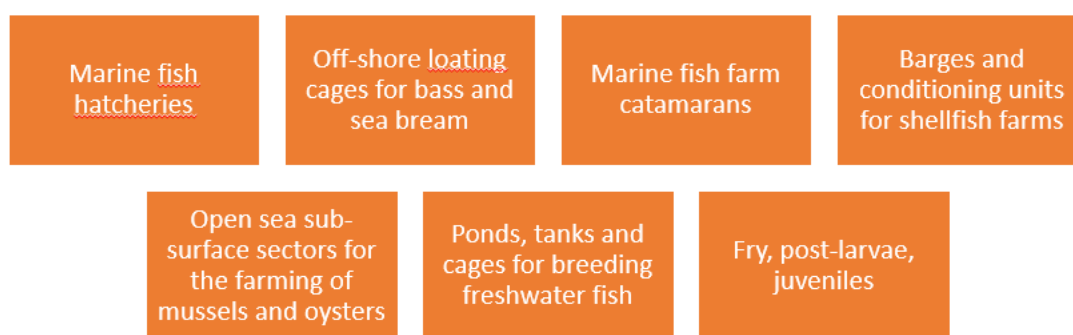 Marine fish
hatcheries
Off-shore loating
cages for bass and
sea bream
Marine fish farm
catamarans
Barges and
conditioning units
for shellfish farms
Open sea sub-
surface sectors for
the farming of
mussels and oysters
Ponds, tanks and
cages for breeding
freshwater fish
Fry, post-larvae,
juveniles